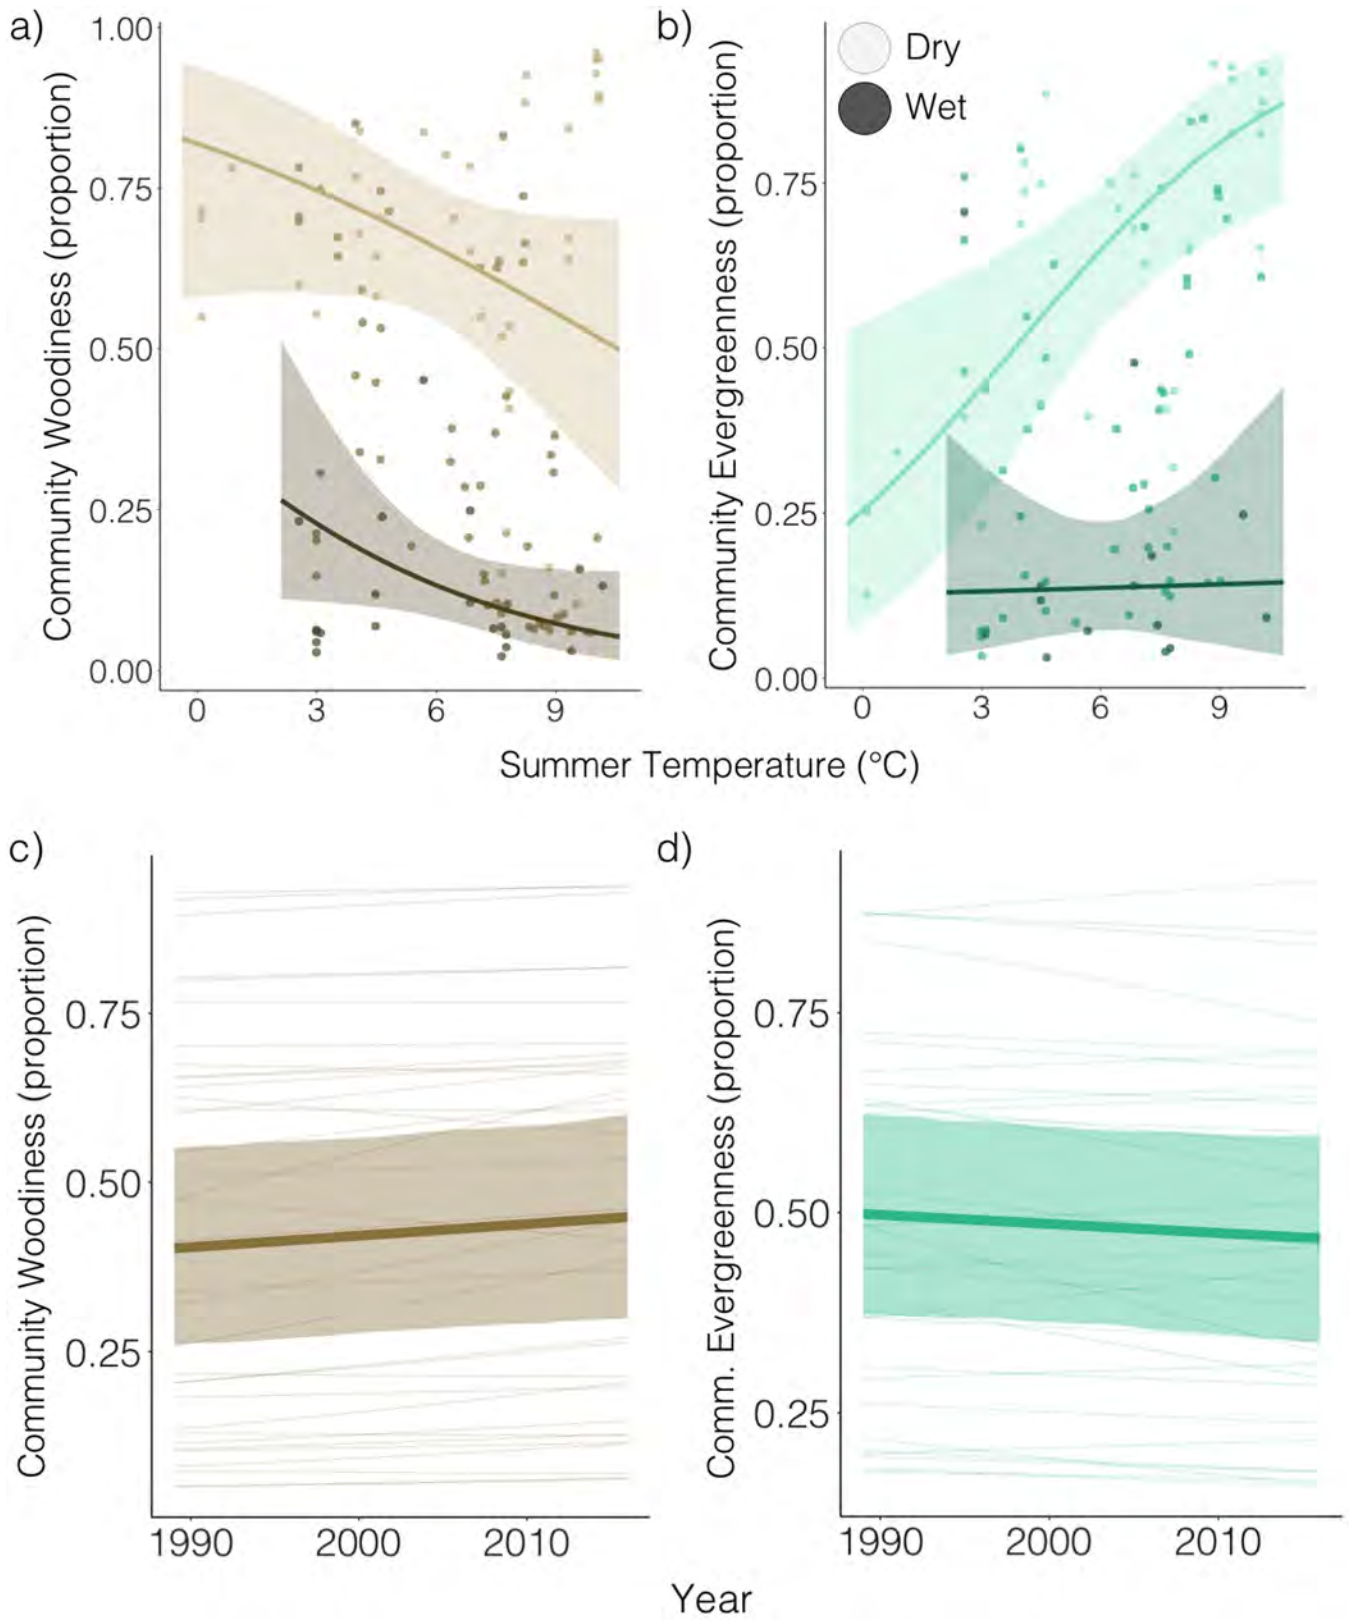 a)
Community Woodiness (proportion)
1.00
0.75
0.50
0.25
0.00
0 3 6 9
b)
Community Evergreenness (proportion)
Dry
Wet
0.75
0.50
0.25
0.00
0 3 6 9
Summer Temperature (°C)
c)
Community Woodiness (proportion)
0.75
0.50
0.25
1990 2000 2010
d)
Comm. Evergreenness (proportion)
0.75
0.50
0.25
1990 2000 2010
Year